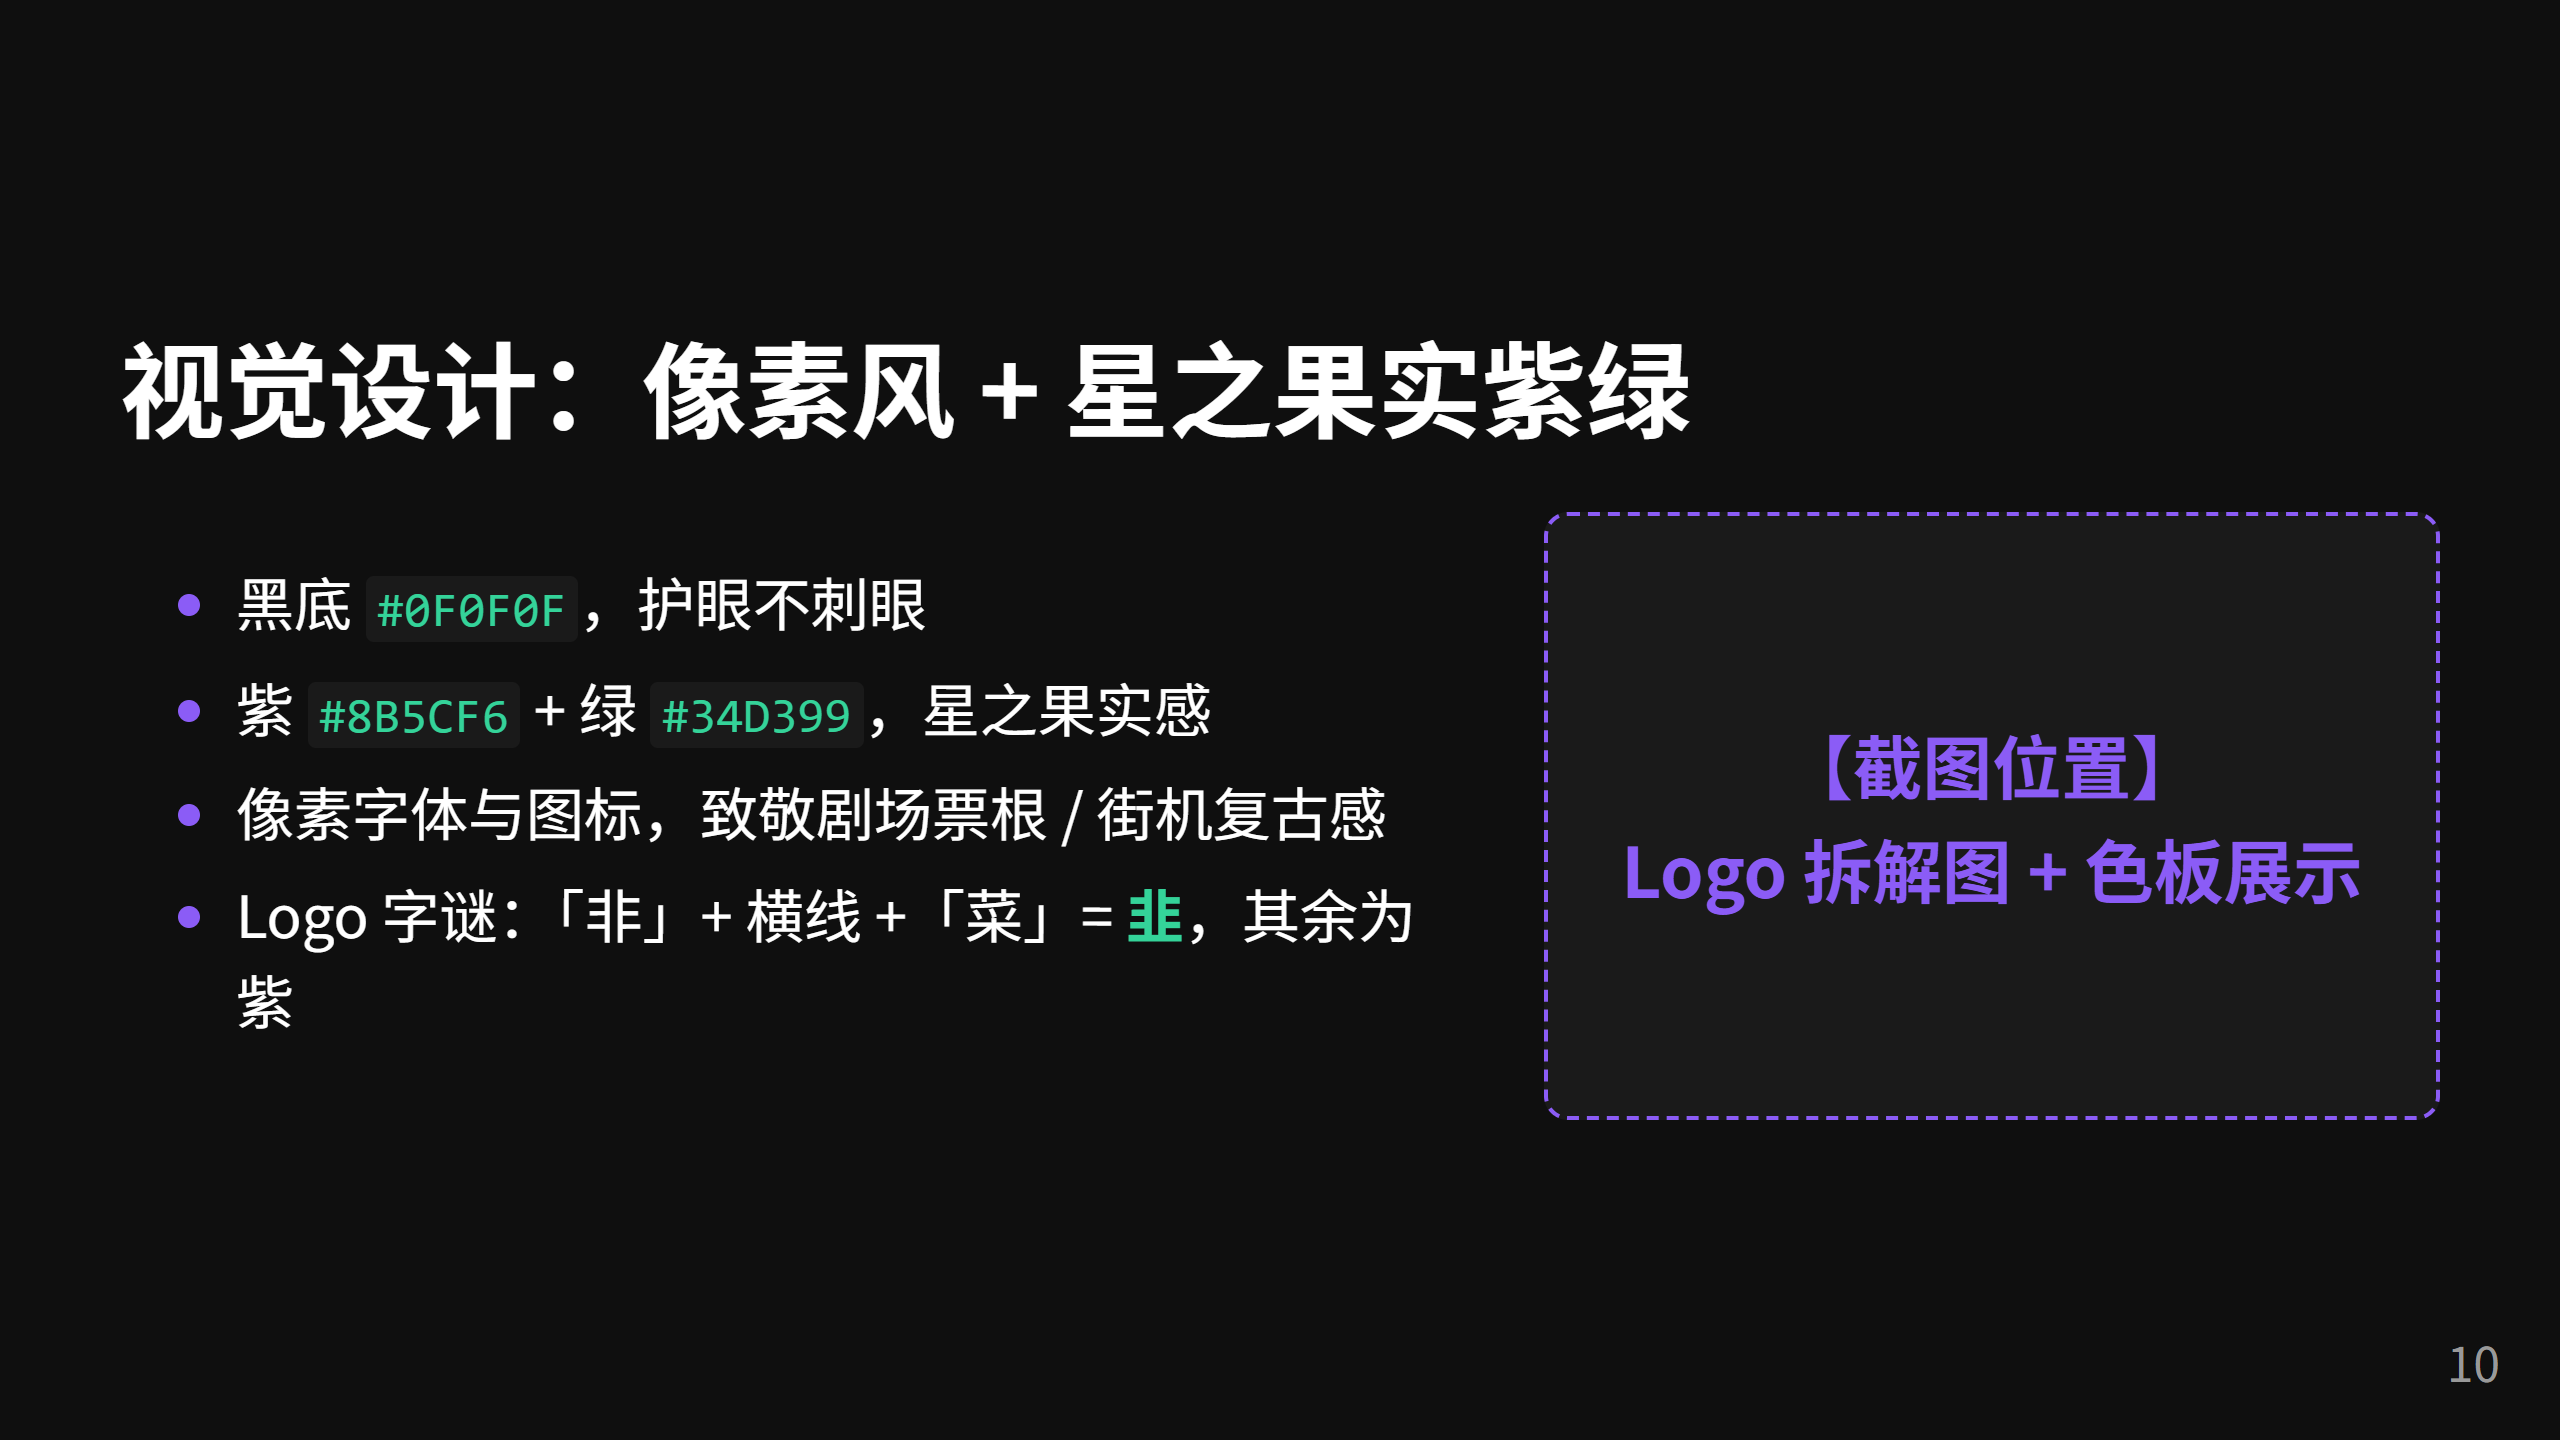 视觉设计：像素风 + 星之果实紫绿
黑底 #0F0F0F，护眼不刺眼
紫 #8B5CF6 + 绿 #34D399，星之果实感
像素字体与图标，致敬剧场票根 / 街机复古感
Logo 字谜：「非」+ 横线 +「菜」= 韭，其余为
紫
【截图位置】
Logo 拆解图 + 色板展示
10